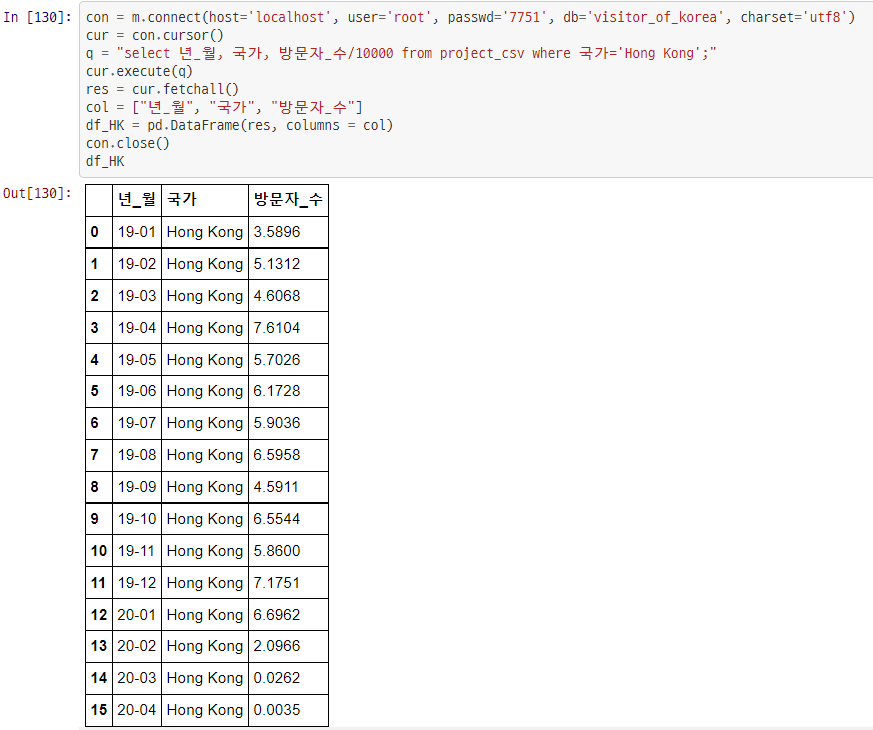 In [130]: con = m.connect(host='localhost', user='root', passwd='7751', db='visitor_of_korea', charset='utf8')
cur = con.cursor()
q = "select 년_월, 국가, 방문자_수/10000 from project_csv where 국가='Hong Kong';"
cur.execute(q)
res = cur.fetchall()
col = ["년_월", "국가", "방문자_수"]
df_HK = pd.DataFrame(res, columns = col)
con.close()
df_HK
Out[130]:
년_월 국가 방문자_수
0 19-01 Hong Kong 3.5896
1 19-02 Hong Kong 5.1312
2 19-03 Hong Kong 4.6068
3 19-04 Hong Kong 7.6104
4 19-05 Hong Kong 5.7026
5 19-06 Hong Kong 6.1728
6 19-07 Hong Kong 5.9036
7 19-08 Hong Kong 6.5958
8 19-09 Hong Kong 4.5911
9 19-10 Hong Kong 6.5544
10 19-11 Hong Kong 5.8600
11 19-12 Hong Kong 7.1751
12 20-01 Hong Kong 6.6962
13 20-02 Hong Kong 2.0966
14 20-03 Hong Kong 0.0262
15 20-04 Hong Kong 0.0035